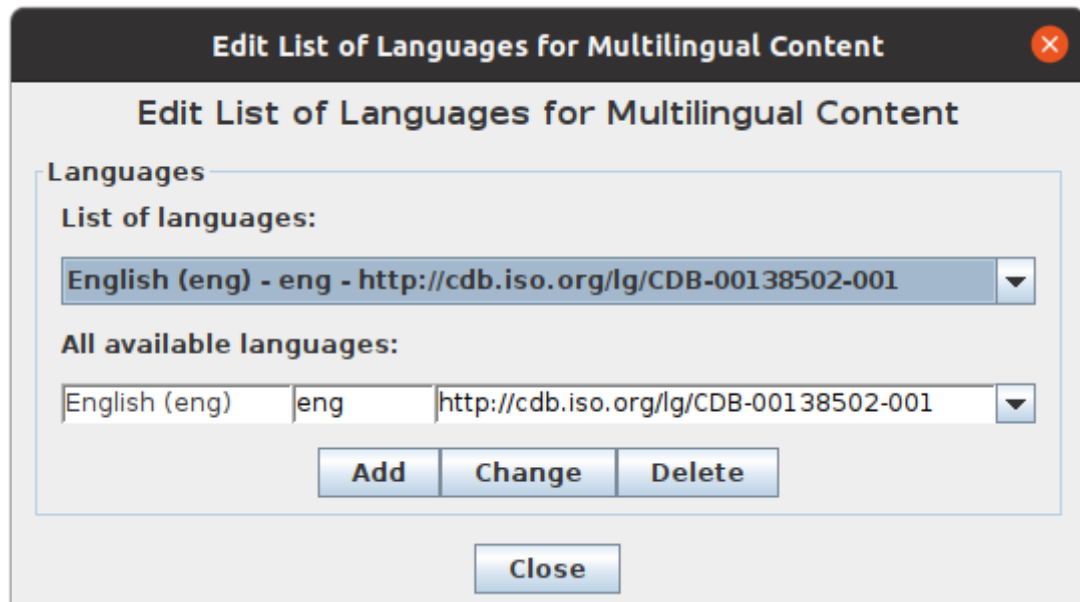 Edit List of Languages for Multilingual Content
Edit List of Languages for Multilingual Content
Languages
List of languages:
English (eng) - eng - http://cdb.iso.org/lg/CDB-00138502-001
All available languages:
English (eng) eng http://cdb.iso.org/lg/CDB-00138502-001
Add Change Delete
Close